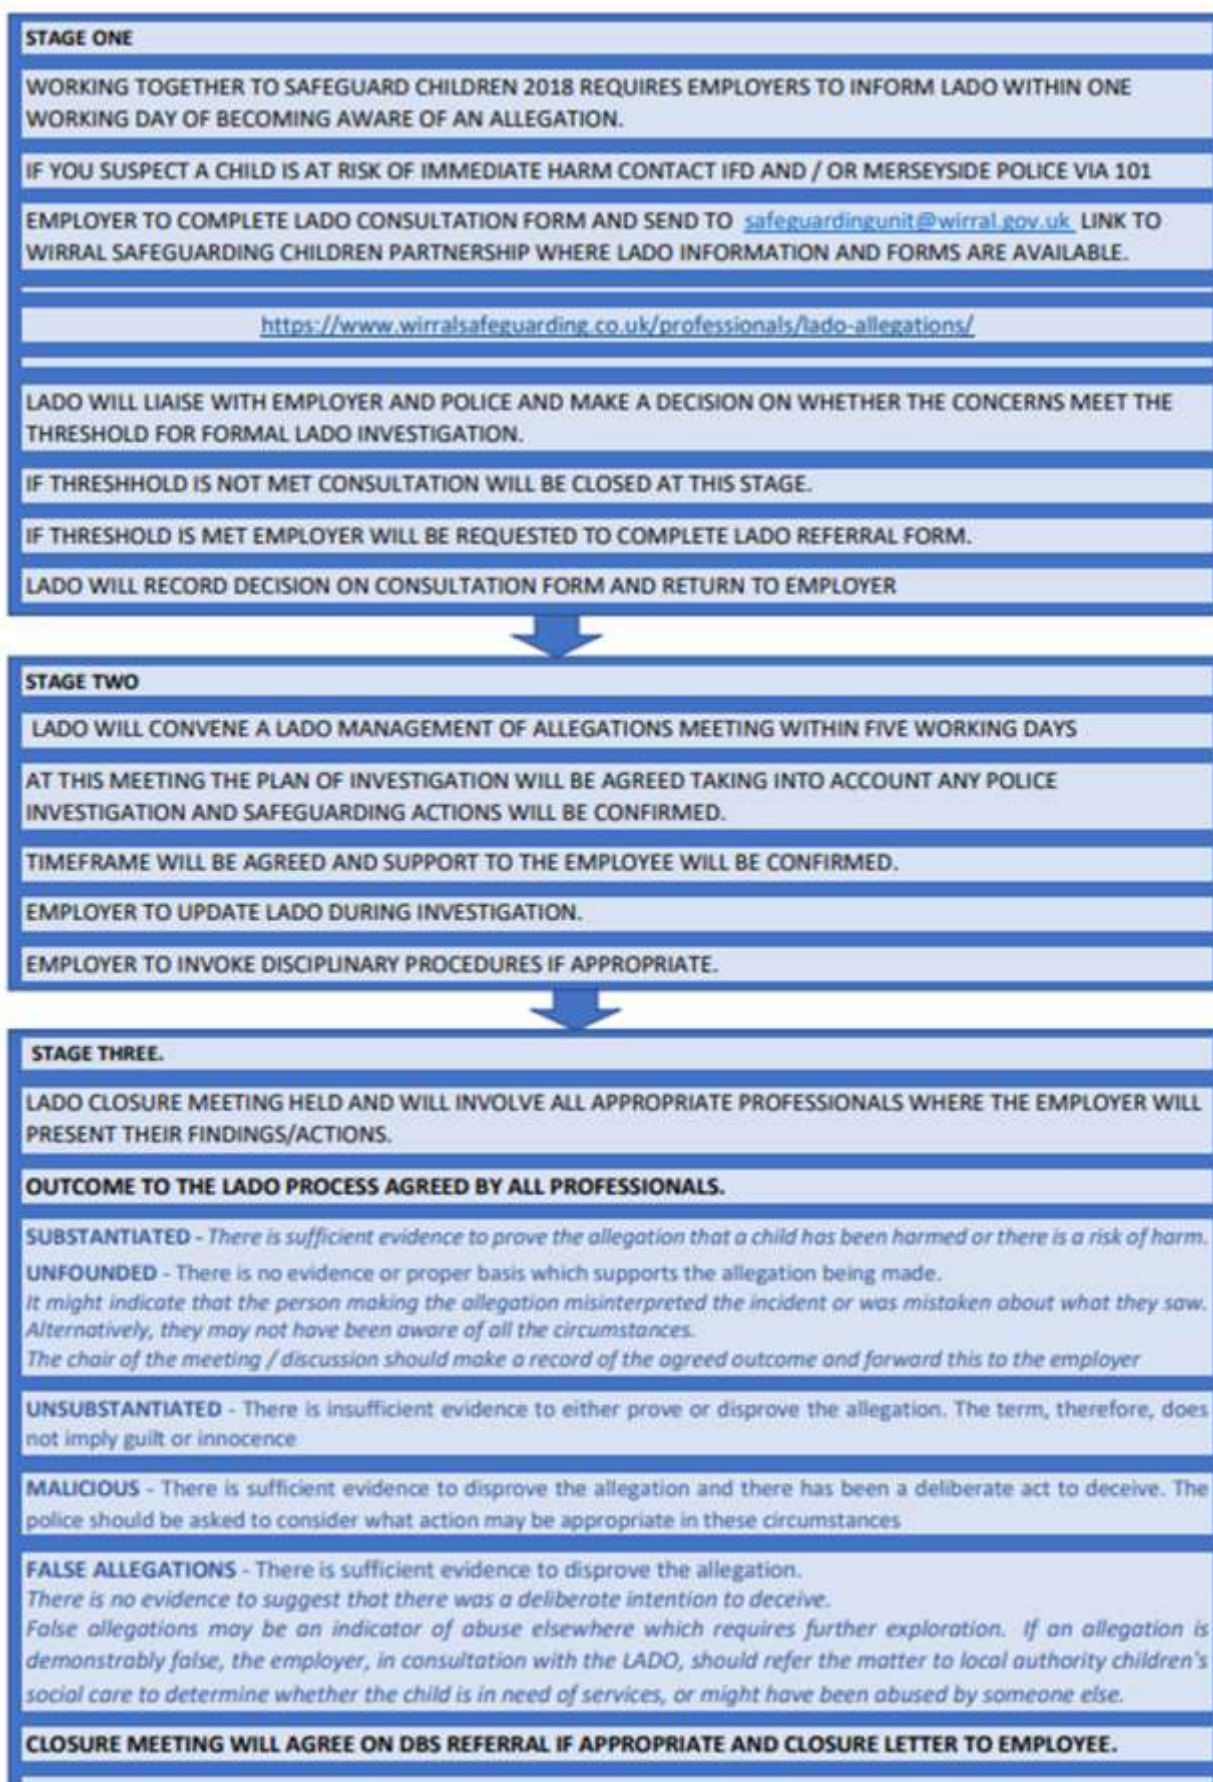 STAGE ONE
WORKING TOGETHER TO SAFEGUARD CHILDREN 2018 REQUIRES EMPLOYERS TO INFORM LADO WITHIN ONE
WORKING DAY OF BECOMING AWARE OF AN ALLEGATION.
IF YOU SUSPECT A CHILD IS AT RISK OF IMMEDIATE HARM CONTACT IFD AND / OR MERSEYSIDE POLICE VIA 101
EMPLOYER TO COMPLETE LADO CONSULTATION FORM AND SEND TO safeguardingunit@wirral.gov.uk LINK TO
WIRRAL SAFEGUARDING CHILDREN PARTNERSHIP WHERE LADO INFORMATION AND FORMS ARE AVAILABLE.
https://www.wirralsafeguarding.co.uk/professionals/lado-allegations/
LADO WILL LIAISE WITH EMPLOYER AND POLICE AND MAKE A DECISION ON WHETHER THE CONCERNS MEET THE
THRESHOLD FOR FORMAL LADO INVESTIGATION.
IF THRESHHOLD IS NOT MET CONSULTATION WILL BE CLOSED AT THIS STAGE.
IF THRESHOLD IS MET EMPLOYER WILL BE REQUESTED TO COMPLETE LADO REFERRAL FORM.
LADO WILL RECORD DECISION ON CONSULTATION FORM AND RETURN TO EMPLOYER
STAGE TWO
LADO WILL CONVENE A LADO MANAGEMENT OF ALLEGATIONS MEETING WITHIN FIVE WORKING DAYS
AT THIS MEETING THE PLAN OF INVESTIGATION WILL BE AGREED TAKING INTO ACCOUNT ANY POLICE
INVESTIGATION AND SAFEGUARDING ACTIONS WILL BE CONFIRMED.
TIMEFRAME WILL BE AGREED AND SUPPORT TO THE EMPLOYEE WILL BE CONFIRMED.
EMPLOYER TO UPDATE LADO DURING INVESTIGATION.
EMPLOYER TO INVOKE DISCIPLINARY PROCEDURES IF APPROPRIATE.
STAGE THREE.
LADO CLOSURE MEETING HELD AND WILL INVOLVE ALL APPROPRIATE PROFESSIONALS WHERE THE EMPLOYER WILL
PRESENT THEIR FINDINGS/ACTIONS.
OUTCOME TO THE LADO PROCESS AGREED BY ALL PROFESSIONALS.
SUBSTANTIATED - There is sufficient evidence to prove the allegation that a child has been harmed or there is a risk of harm.
UNFOUNDED - There is no evidence or proper basis which supports the allegation being made.
It might indicate that the person making the allegation misinterpreted the incident or was mistaken about what they saw.
Alternatively, they may not have been aware of all the circumstances.
The chair of the meeting / discussion should make a record of the agreed outcome and forward this to the employer
UNSUBSTANTIATED - There is insufficient evidence to either prove or disprove the allegation. The term, therefore, does
not imply guilt or innocence
MALICIOUS - There is sufficient evidence to disprove the allegation and there has been a deliberate act to deceive. The
police should be asked to consider what action may be appropriate in these circumstances
FALSE ALLEGATIONS - There is sufficient evidence to disprove the allegation.
There is no evidence to suggest that there was a deliberate intention to deceive.
False allegations may be an indicator of abuse elsewhere which requires further exploration. If an allegation is
demonstrably false, the employer, in consultation with the LADO, should refer the matter to local authority children's
social care to determine whether the child is in need of services, or might have been abused by someone else.
CLOSURE MEETING WILL AGREE ON DBS REFERRAL IF APPROPRIATE AND CLOSURE LETTER TO EMPLOYEE.